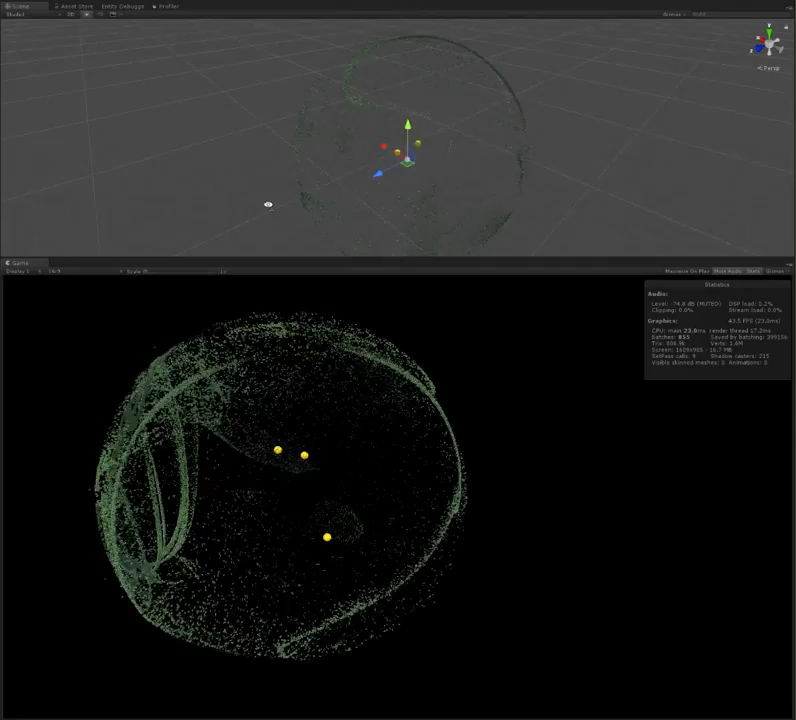 Scene Asset Store Entity Debugger Profiler
Shaded 2D Gizmos
y
x
z
< Persp
Game
Display 1 16:9 Scale 1x Maximize On Play Mute Audio Stats Gizmos
Statistics
Audio:
Level: -74.8 dB (MUTED) DSP load: 0.2%
Clipping: 0.0% Stream load: 0.0%
Graphics: 43.5 FPS (23.0ms)
CPU: main 23.0ms render thread 17.2ms
Batches: 855 Saved by batching: 39915
Tris: 806.9k Verts: 1.6M
Screen: 1609x905 - 16.7 MB
SetPass calls: 9 Shadow casters: 215
Visible skinned meshes: 0 Animations: 0